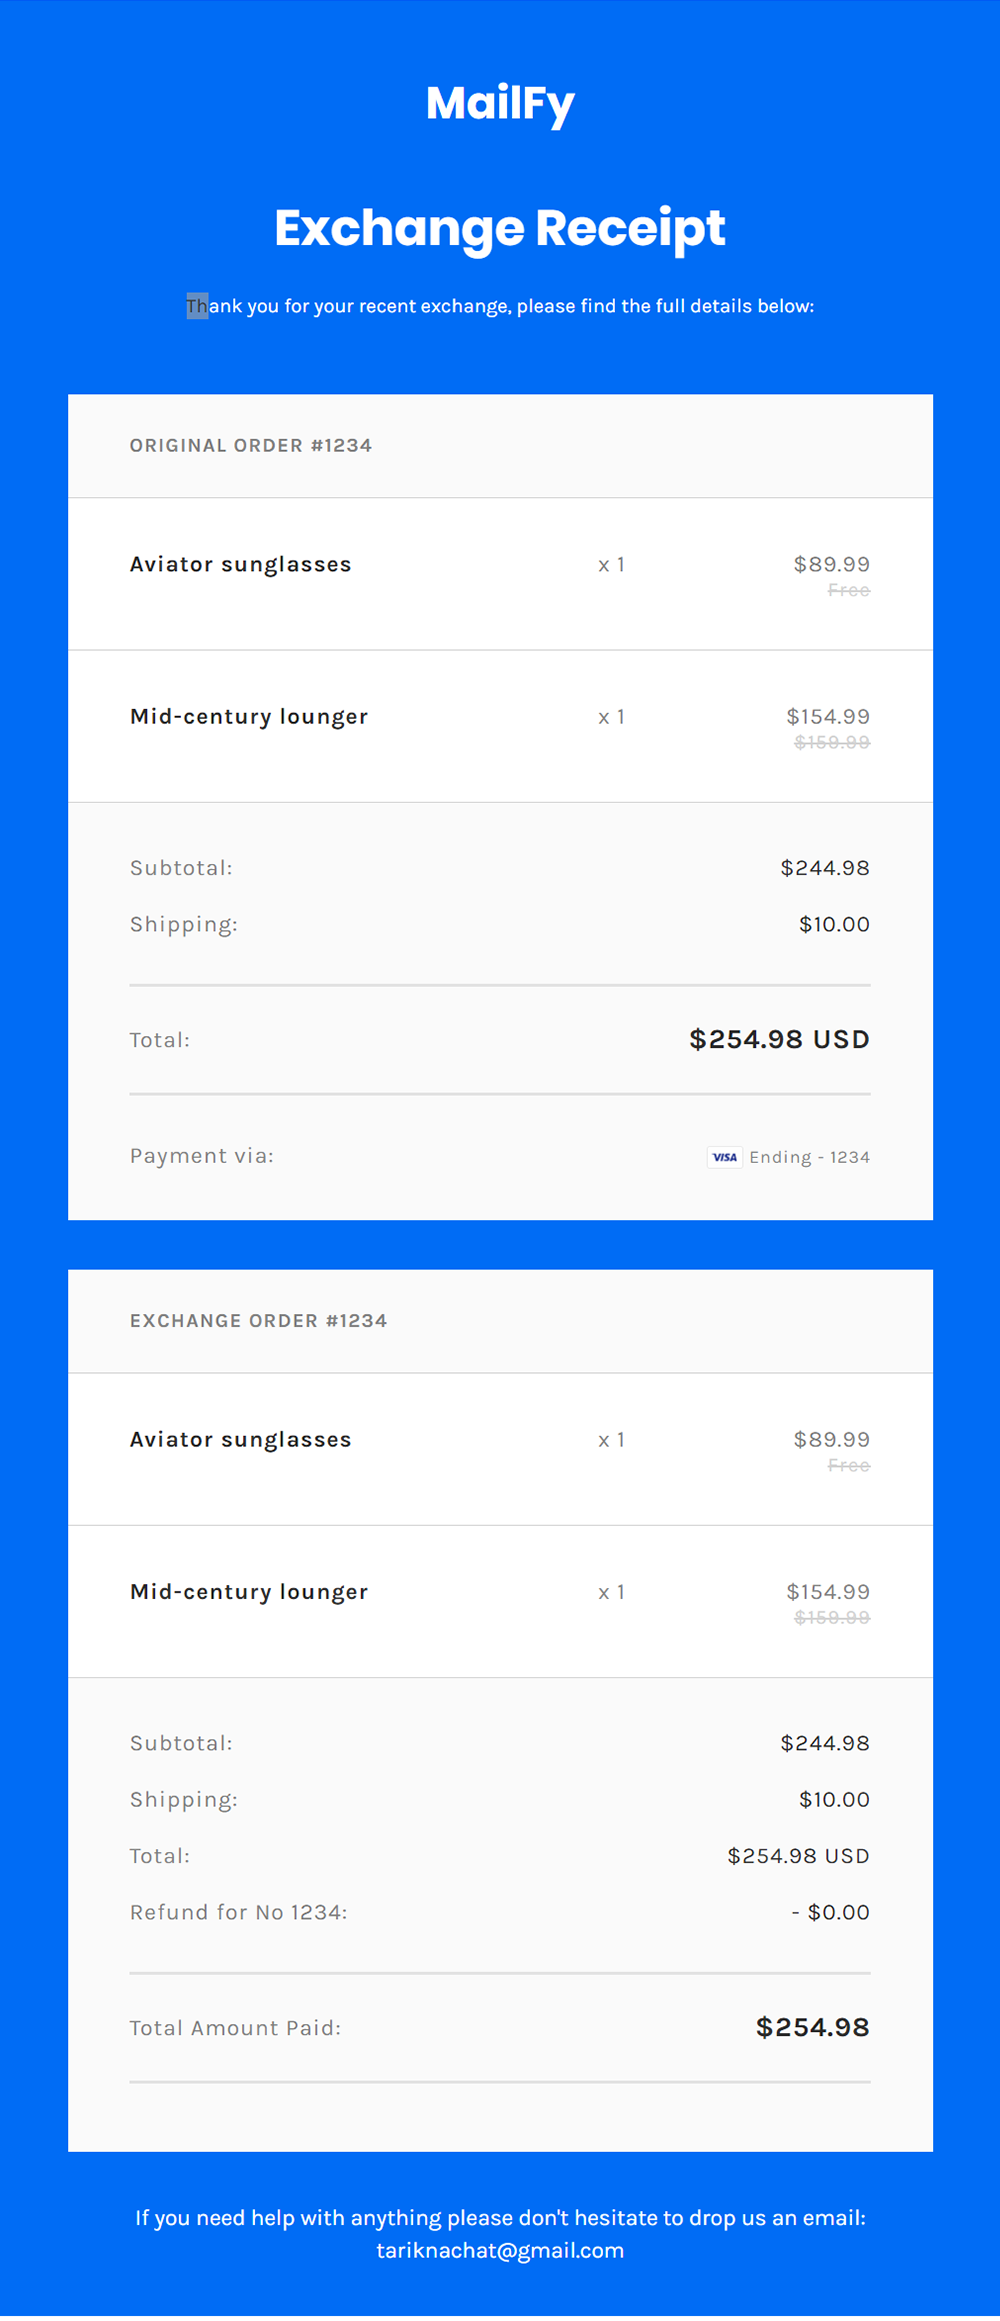 MailFy
Exchange Receipt
Thank you for your recent exchange, please find the full details below:
ORIGINAL ORDER #1234
Aviator sunglasses x 1 $89.99
Free
Mid-century lounger x 1 $154.99
$159.99
Subtotal: $244.98
Shipping: $10.00
Total: $254.98 USD
Payment via: VISA Ending - 1234
EXCHANGE ORDER #1234
Aviator sunglasses x 1 $89.99
Free
Mid-century lounger x 1 $154.99
$159.99
Subtotal: $244.98
Shipping: $10.00
Total: $254.98 USD
Refund for No 1234: - $0.00
Total Amount Paid: $254.98
If you need help with anything please don't hesitate to drop us an email:
tariknachat@gmail.com